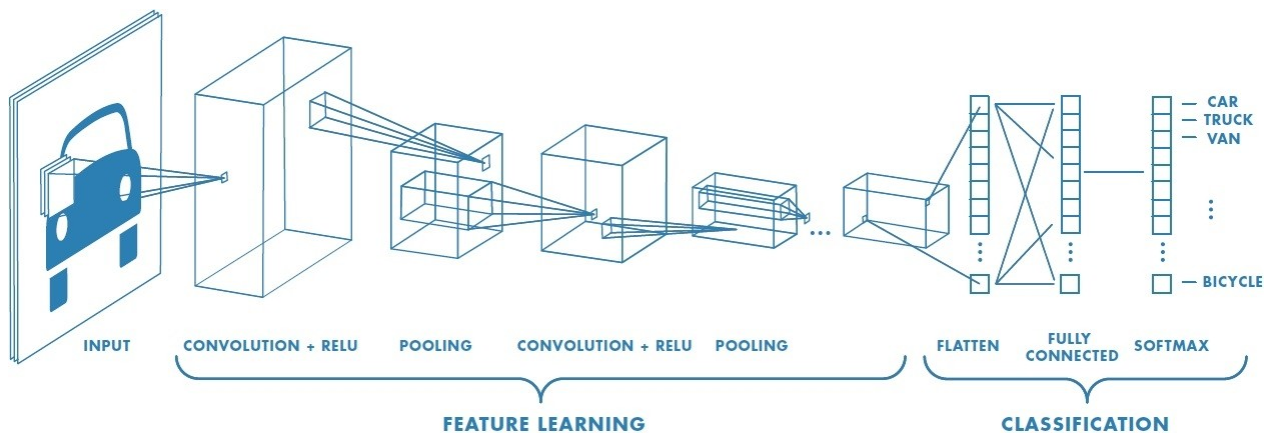 CAR
TRUCK
VAN
BICYCLE
INPUT
CONVOLUTION + RELU
POOLING
CONVOLUTION + RELU
POOLING
FLATTEN
FULLY
CONNECTED
SOFTMAX
FEATURE LEARNING
CLASSIFICATION